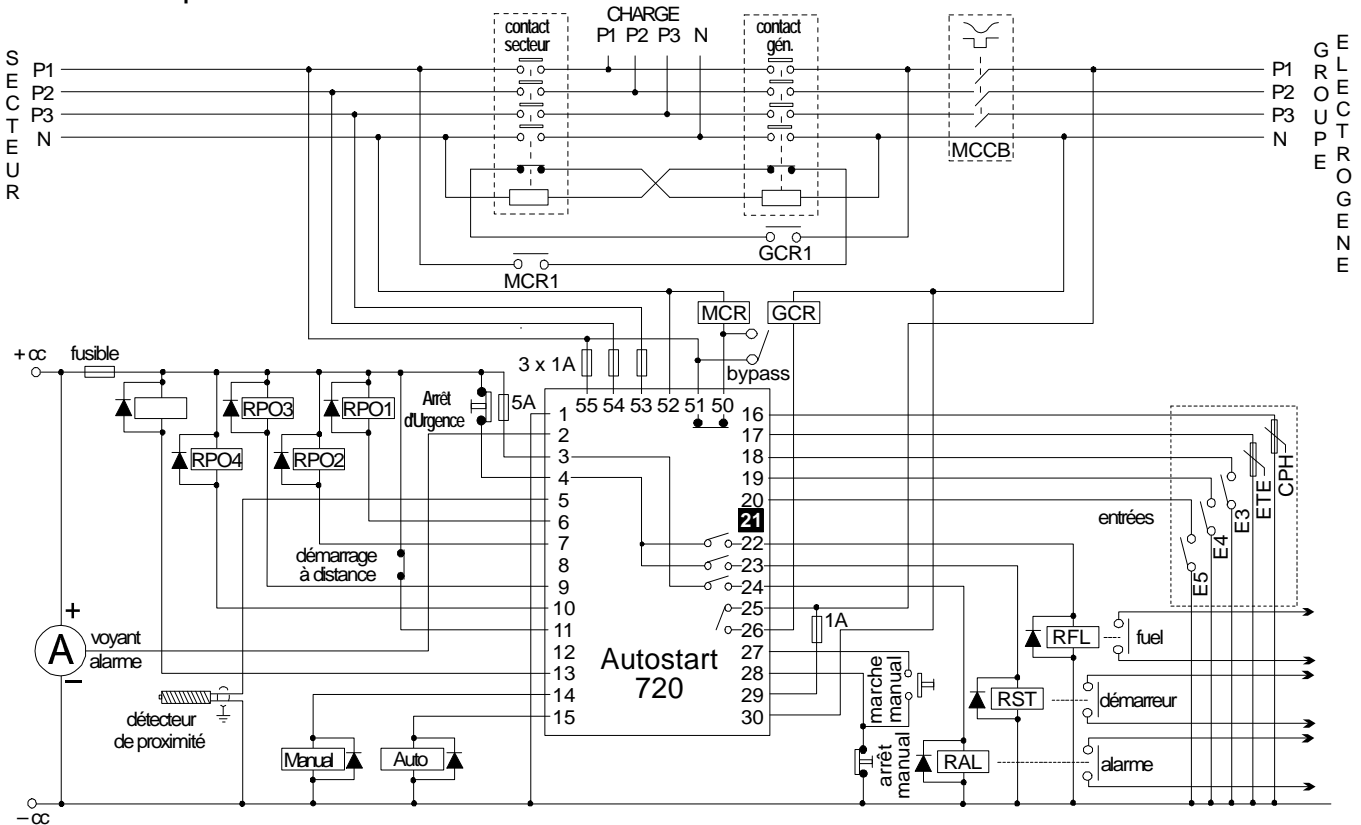 CHARGE
contact
secteur
P1 P2 P3 N
contact
gén.
SECTEUR
P1
P2
P3
N
MCCB
P1
P2
P3
N
GROUPE
ELECTROGENE
GCR1
MCR1
MCR
GCR
bypass
+ cc
fusible
3 x 1A
RPO3
RPO1
RPO4
RPO2
Arrêt
d'Urgence
5A
55 54 53 52 51 50
1
2
3
4
5
6
7
8
9
10
11
12
13
14
15
16
17
18
19
20
21
22
23
24
25
26
27
28
29
30
Autostart
720
démarrage
à distance
+
A
–
voyant
alarme
détecteur
de proximité
Manual
Auto
1A
marche
manual
arrêt
manual
entrées
E5
E4
E3
ETE
CPH
RFL
fuel
RST
démarreur
RAL
alarme
– cc